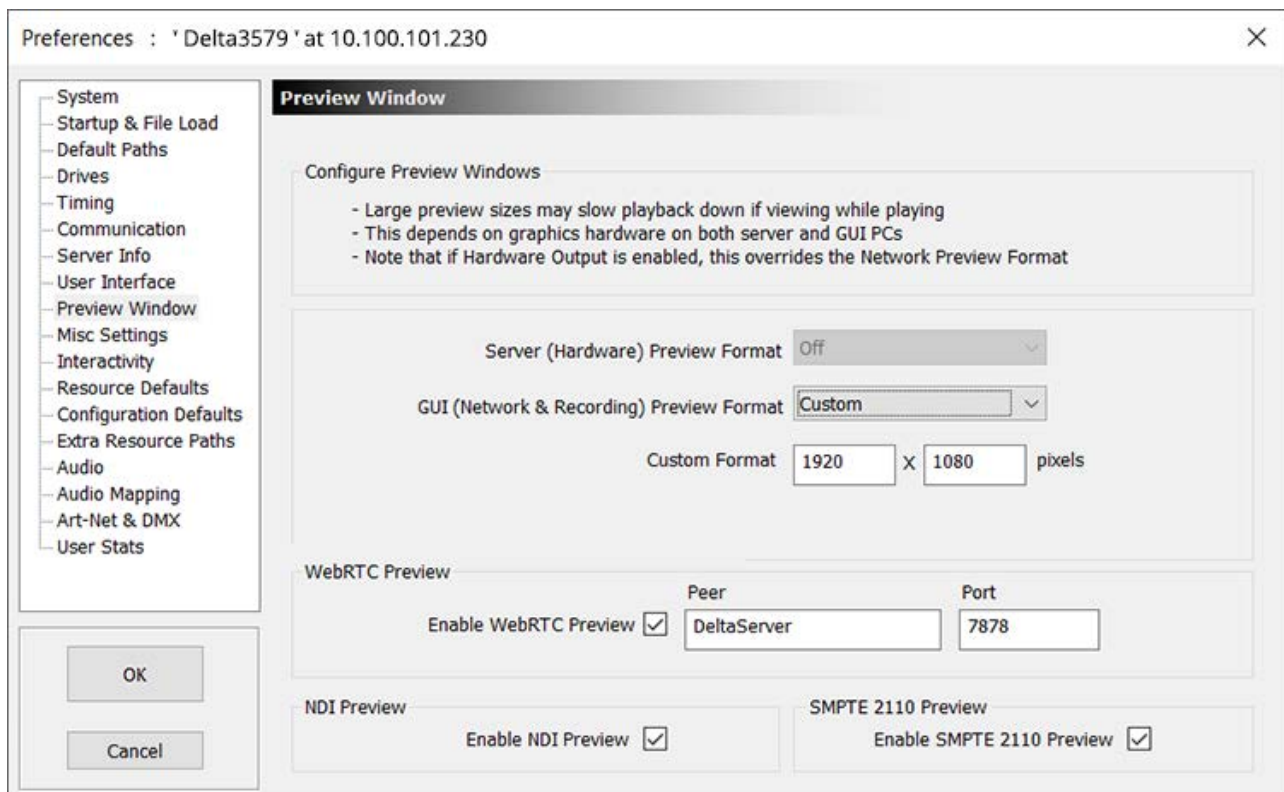 Preferences : ' Delta3579 ' at 10.100.101.230
System
Startup & File Load
Default Paths
Drives
Timing
Communication
Server Info
User Interface
Preview Window
Misc Settings
Interactivity
Resource Defaults
Configuration Defaults
Extra Resource Paths
Audio
Audio Mapping
Art-Net & DMX
User Stats
OK
Cancel
Preview Window
Configure Preview Windows
- Large preview sizes may slow playback down if viewing while playing
- This depends on graphics hardware on both server and GUI PCs
- Note that if Hardware Output is enabled, this overrides the Network Preview Format
Server (Hardware) Preview Format Off
GUI (Network & Recording) Preview Format Custom
Custom Format 1920 X 1080 pixels
WebRTC Preview
Peer Port
Enable WebRTC Preview DeltaServer 7878
NDI Preview
Enable NDI Preview
SMPTE 2110 Preview
Enable SMPTE 2110 Preview